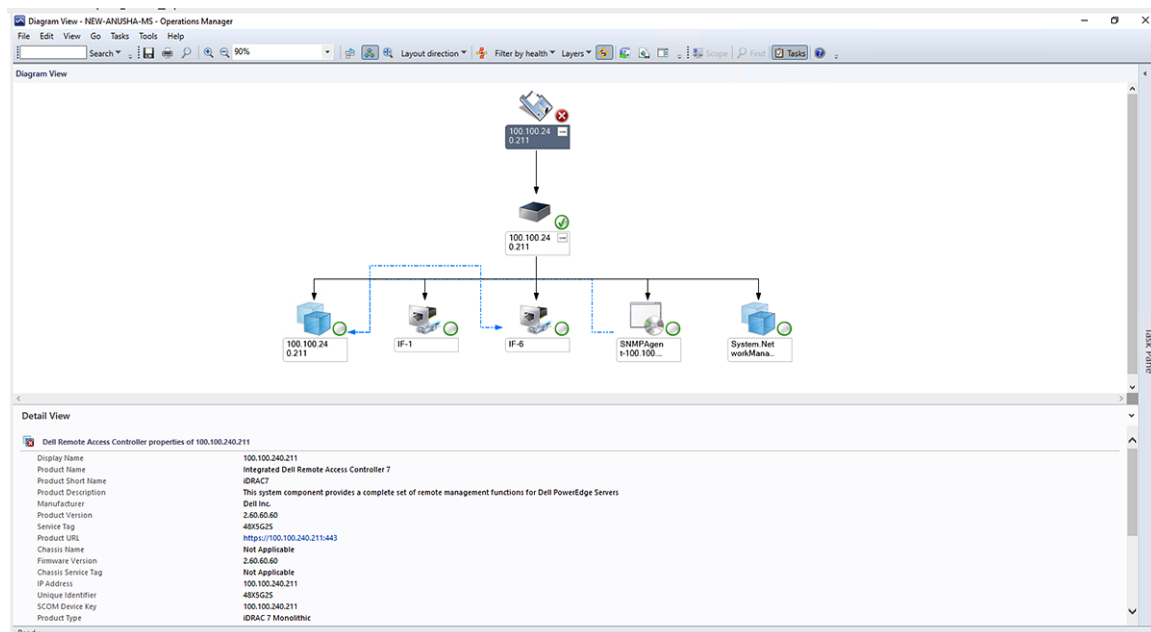 Diagram View - NEW-ANUSHA-MS - Operations Manager
File Edit View Go Tasks Tools Help
Search 90% Layout direction Filter by health Layers Scope Find Tasks
Diagram View
100.100.24
0.211
100.100.24
0.211
100.100.24
0.211
IF-1
IF-6
SNMPAgen
t-100.100...
System.Net
workMana...
Task Pane
Detail View
Dell Remote Access Controller properties of 100.100.240.211
Display Name 100.100.240.211
Product Name Integrated Dell Remote Access Controller 7
Product Short Name iDRAC7
Product Description This system component provides a complete set of remote management functions for Dell PowerEdge Servers
Manufacturer Dell Inc.
Product Version 2.60.60.60
Service Tag 48XSG2S
Product URL https://100.100.240.211:443
Chassis Name Not Applicable
Firmware Version 2.60.60.60
Chassis Service Tag Not Applicable
IP Address 100.100.240.211
Unique Identifier 48XSG2S
SCOM Device Key 100.100.240.211
Product Type iDRAC 7 Monolithic